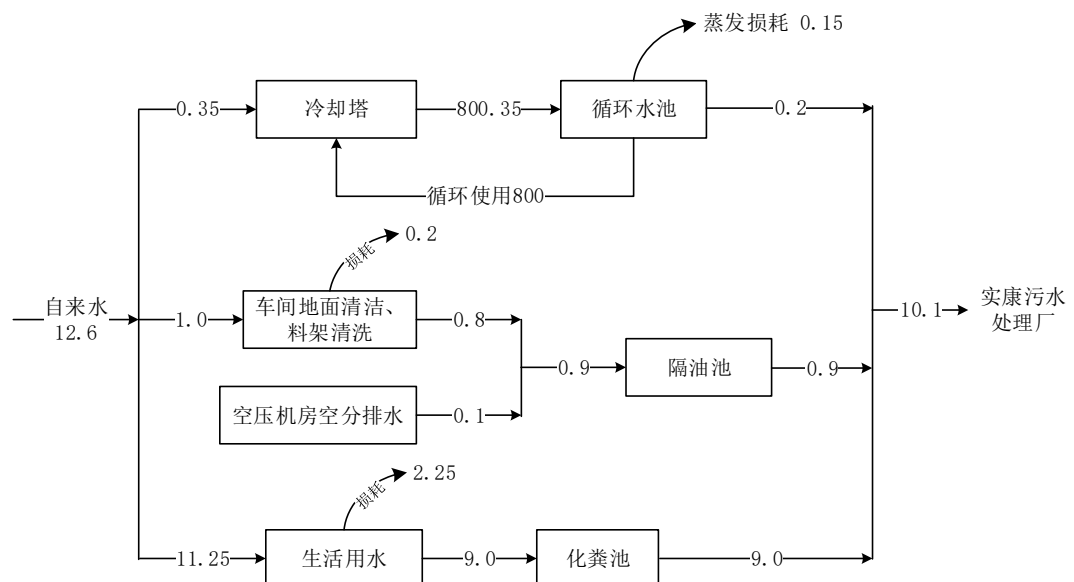 蒸发损耗 0.15
0.35
冷却塔
800.35
循环水池
0.2
循环使用800
损耗
0.2
自来水
12.6
1.0
车间地面清洁、
料架清洗
0.8
0.9
隔油池
0.9
10.1
实康污水
处理厂
空压机房空分排水
0.1
损耗
2.25
11.25
生活用水
9.0
化粪池
9.0